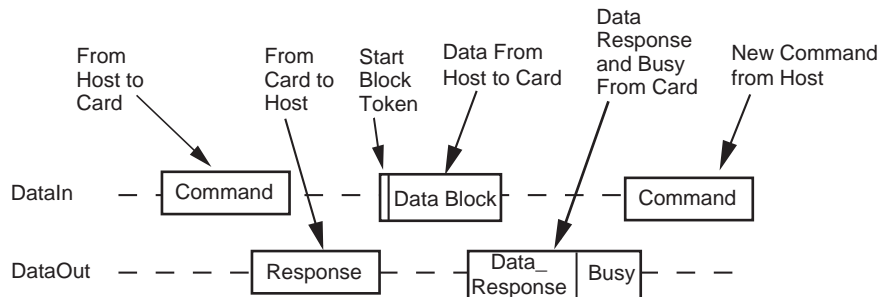 From
Host to
Card
From
Card to
Host
Start
Block
Token
Data From
Host to Card
Data
Response
and Busy
From Card
New Command
from Host
DataIn
Command
Data Block
Command
DataOut
Response
Data_
Response
Busy